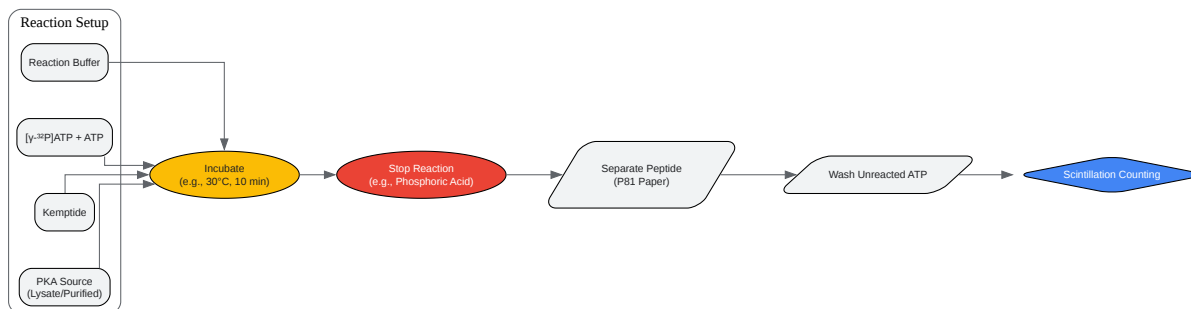 Reaction Setup
Reaction Buffer
[γ-³²P]ATP + ATP
Kemptide
PKA Source
(Lysate/Purified)
Incubate
(e.g., 30°C, 10 min)
Stop Reaction
(e.g., Phosphoric Acid)
Separate Peptide
(P81 Paper)
Wash Unreacted ATP
Scintillation Counting